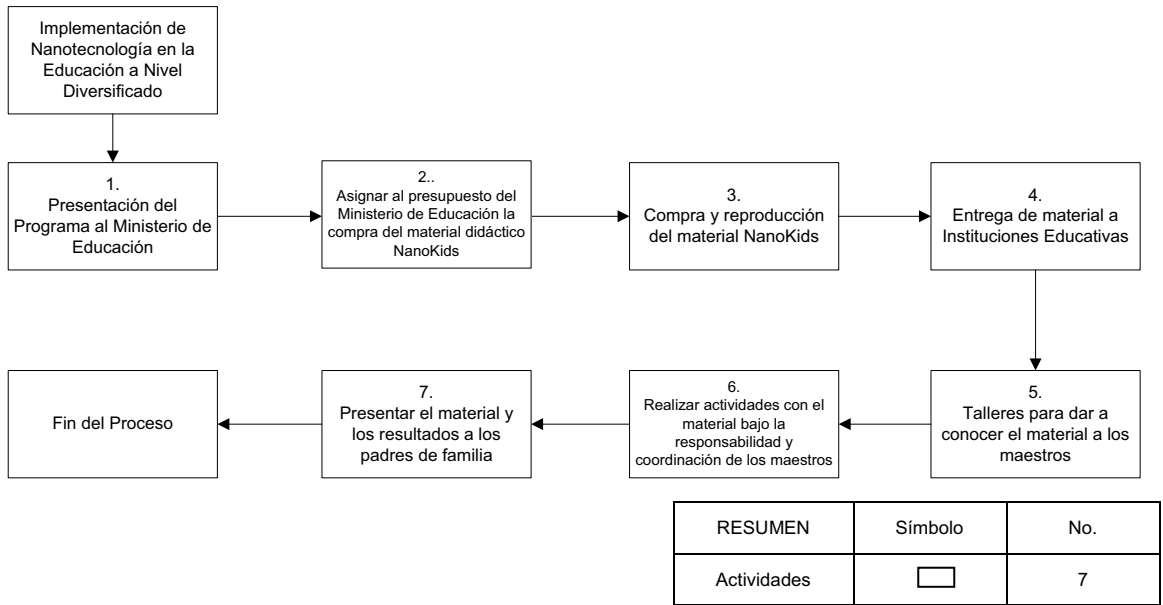 Implementación de
Nanotecnología en la
Educación a Nivel
Diversificado
1.
Presentación del
Programa al Ministerio de
Educación
2..
Asignar al presupuesto del
Ministerio de Educación la
compra del material didáctico
NanoKids
3.
Compra y reproducción
del material NanoKids
4.
Entrega de material a
Instituciones Educativas
5.
Talleres para dar a
conocer el material a los
maestros
6.
Realizar actividades con el
material bajo la
responsabilidad y
coordinación de los maestros
7.
Presentar el material y
los resultados a los
padres de familia
Fin del Proceso
RESUMEN Símbolo No.
Actividades 7